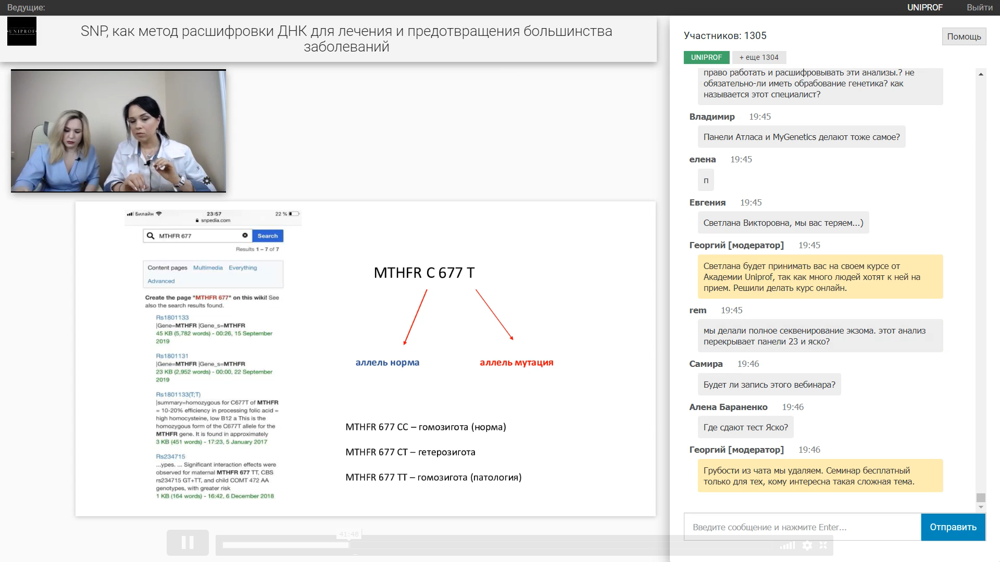 Ведущие:
UNIPROF
Выйти
·UNIPROF·
SNP, как метод расшифровки ДНК для лечения и предотвращения большинства
заболеваний
Билайн
23:57
22 %
snpedia.com
MTHFR 677
Search
Results 1 – 7 of 7
Content pages Multimedia Everything
Advanced
Create the page "MTHFR 677" on this wiki! See
also the search results found.
Rs1801133
|Gene=MTHFR |Gene_s=MTHFR
45 KB (5,782 words) - 00:26, 15 September
2019
Rs1801131
|Gene=MTHFR |Gene_s=MTHFR
23 KB (2,952 words) - 00:00, 22 September
2019
Rs1801133(T;T)
|summary=homozygous for C677T of MTHFR
= 10-20% efficiency in processing folic acid =
high homocysteine, low B12 a This is the
homozygous form of the C677T allele for the
MTHFR gene. It is found in approximately
3 KB (451 words) - 17:23, 5 January 2017
Rs234715
...ypes. ... Significant interaction effects were
observed for maternal MTHFR 677 TT, CBS
rs234715 GT+TT, and child COMT 472 AA
genotypes, with greater risk
1 KB (164 words) - 16:42, 6 December 2018
MTHFR C 677 T
аллель норма
аллель мутация
MTHFR 677 CC – гомозигота (норма)
MTHFR 677 CT – гетерозигота
MTHFR 677 TT – гомозигота (патология)
41:48
Участников: 1305
Помощь
UNIPROF
+ еще 1304
право работать и расшифровывать эти анализы.? не
обязательно-ли иметь обрабование генетика? как
называется этот специалист?
Владимир 19:45
Панели Атласа и MyGenetics делают тоже самое?
елена 19:45
п
Евгения 19:45
Светлана Викторовна, мы вас теряем...)
Георгий [модератор] 19:45
Светлана будет принимать вас на своем курсе от
Академии Uniprof, так как много людей хотят к ней на
прием. Решили делать курс онлайн.
rem 19:45
мы делали полное секвенирование экзома. этот анализ
перекрывает панели 23 и яско?
Самира 19:46
Будет ли запись этого вебинара?
Алена Бараненко 19:46
Где сдают тест Яско?
Георгий [модератор] 19:46
Грубости из чата мы удаляем. Семинар бесплатный
только для тех, кому интересна такая сложная тема.
Введите сообщение и нажмите Enter...
Отправить